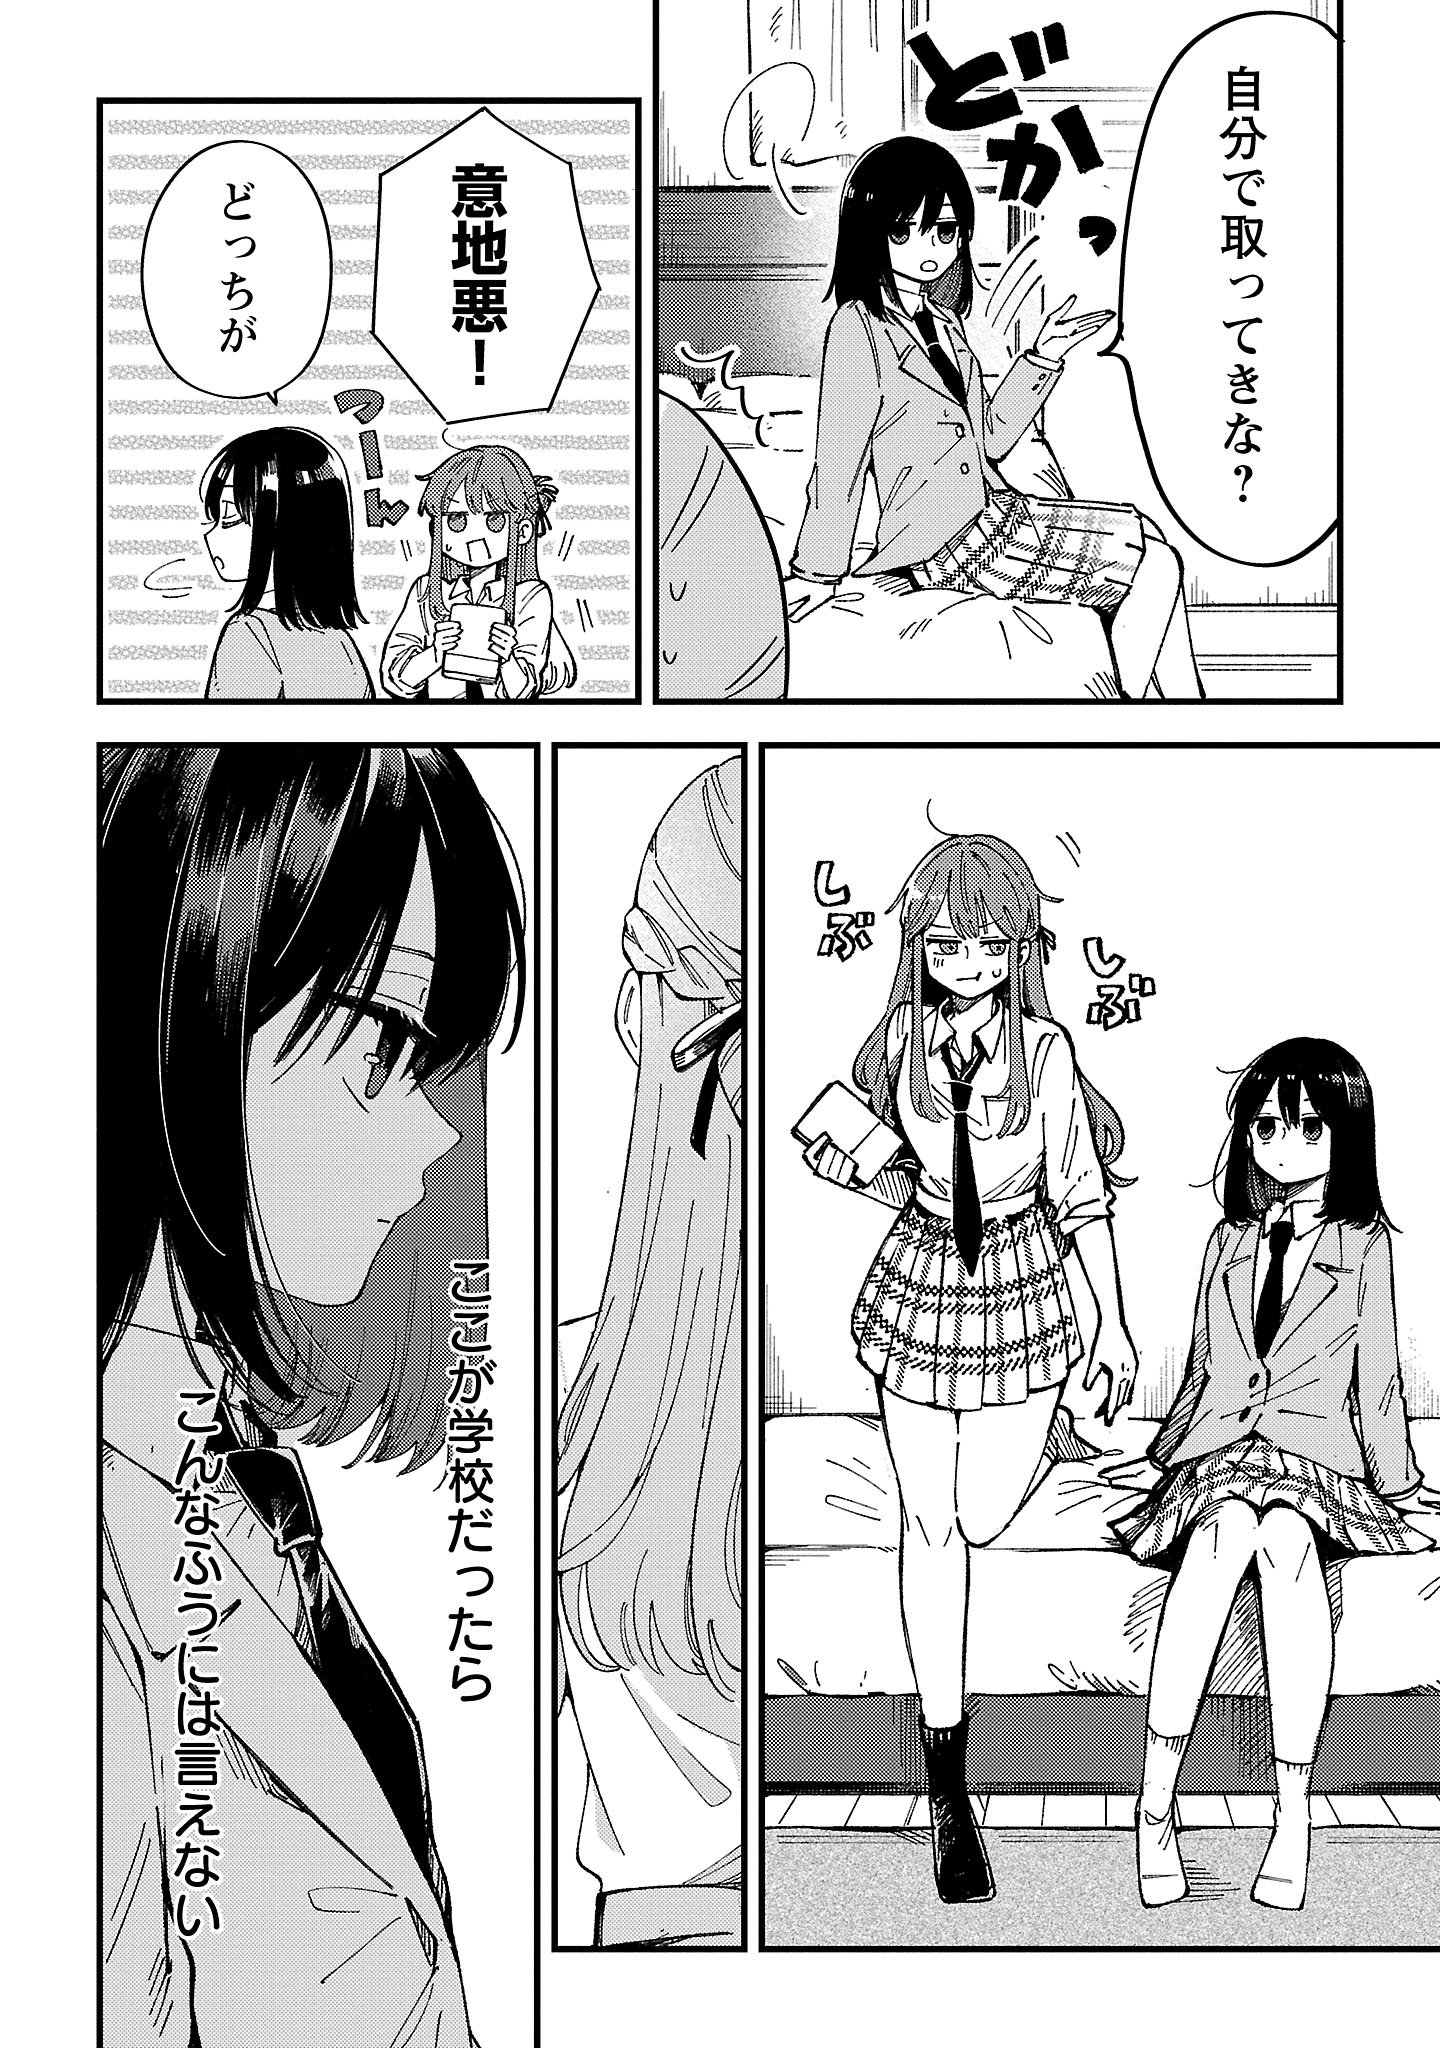 自分で取ってきな?
どかっ
意地悪!
どっちが
つーん
しぶ
しぶ
ここが学校だったら
こんなふうには言えない